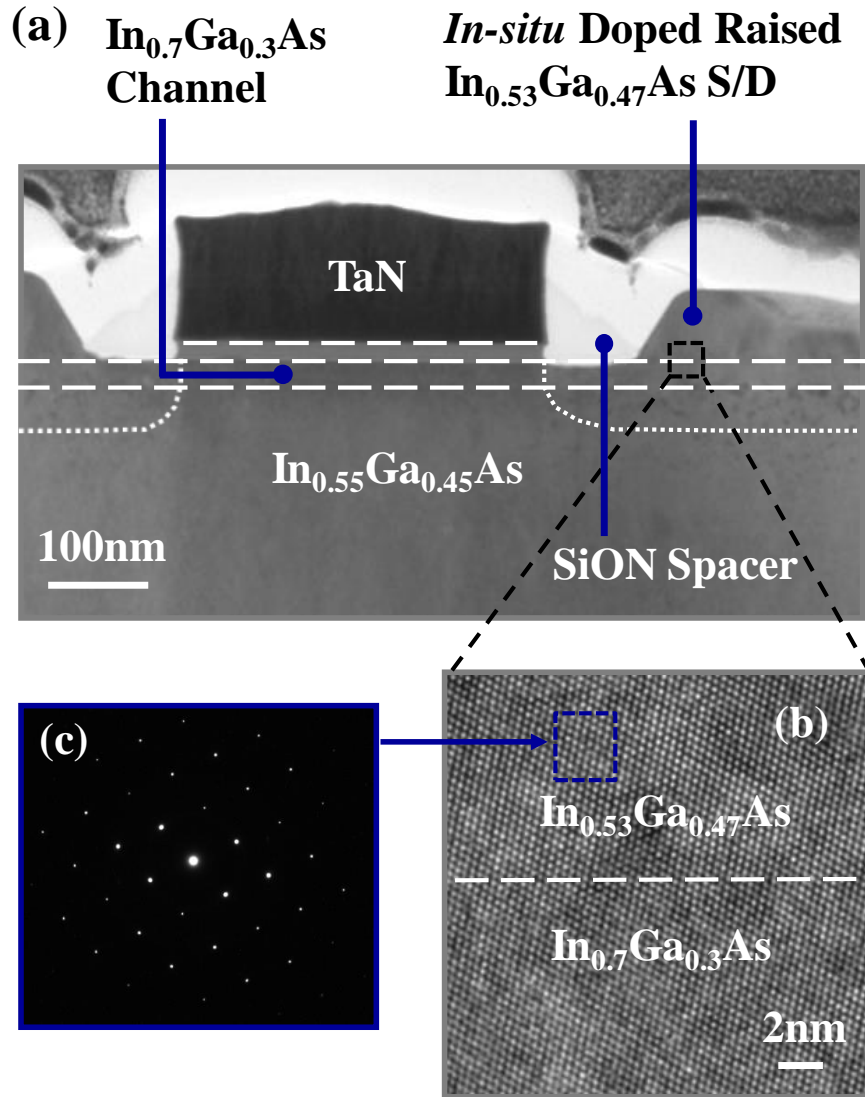 (a)
In₀.₇Ga₀.₃As
Channel
In-situ Doped Raised
In₀.₅₃Ga₀.₄₇As S/D
TaN
In₀.₅₅Ga₀.₄₅As
100nm
SiON Spacer
(c)
(b)
In₀.₅₃Ga₀.₄₇As
In₀.₇Ga₀.₃As
2nm